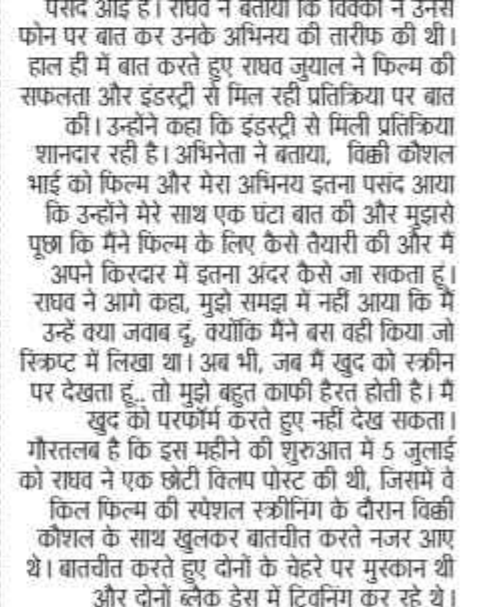 पसंद आई है। राघव ने बताया कि विक्की ने उनसे
फोन पर बात कर उनके अभिनय की तारीफ की थी।
हाल ही में बात करते हुए राघव जुयाल ने फिल्म की
सफलता और इंडस्ट्री से मिल रही प्रतिक्रिया पर बात
की। उन्होंने कहा कि इंडस्ट्री से मिली प्रतिक्रिया
शानदार रही है। अभिनेता ने बताया, विक्की कौशल
भाई को फिल्म और मेरा अभिनय इतना पसंद आया
कि उन्होंने मेरे साथ एक घंटा बात की और मुझसे
पूछा कि मैंने फिल्म के लिए कैसे तैयारी की और मैं
अपने किरदार में इतना अंदर कैसे जा सकता हूं।
राघव ने आगे कहा, मुझे समझ में नहीं आया कि मैं
उन्हें क्या जवाब दूं, क्योंकि मैंने बस वही किया जो
स्क्रिप्ट में लिखा था। अब भी, जब मैं खुद को स्क्रीन
पर देखता हूं.. तो मुझे बहुत काफी हैरत होती है। मैं
खुद को परफॉर्म करते हुए नहीं देख सकता।
गौरतलब है कि इस महीने की शुरुआत में 5 जुलाई
को राघव ने एक छोटी क्लिप पोस्ट की थी, जिसमें वे
किल फिल्म की स्पेशल स्क्रीनिंग के दौरान विक्की
कौशल के साथ खुलकर बातचीत करते नजर आए
थे। बातचीत करते हुए दोनों के चेहरे पर मुस्कान थी
और दोनों ब्लैक ड्रेस में ट्विनिंग कर रहे थे।